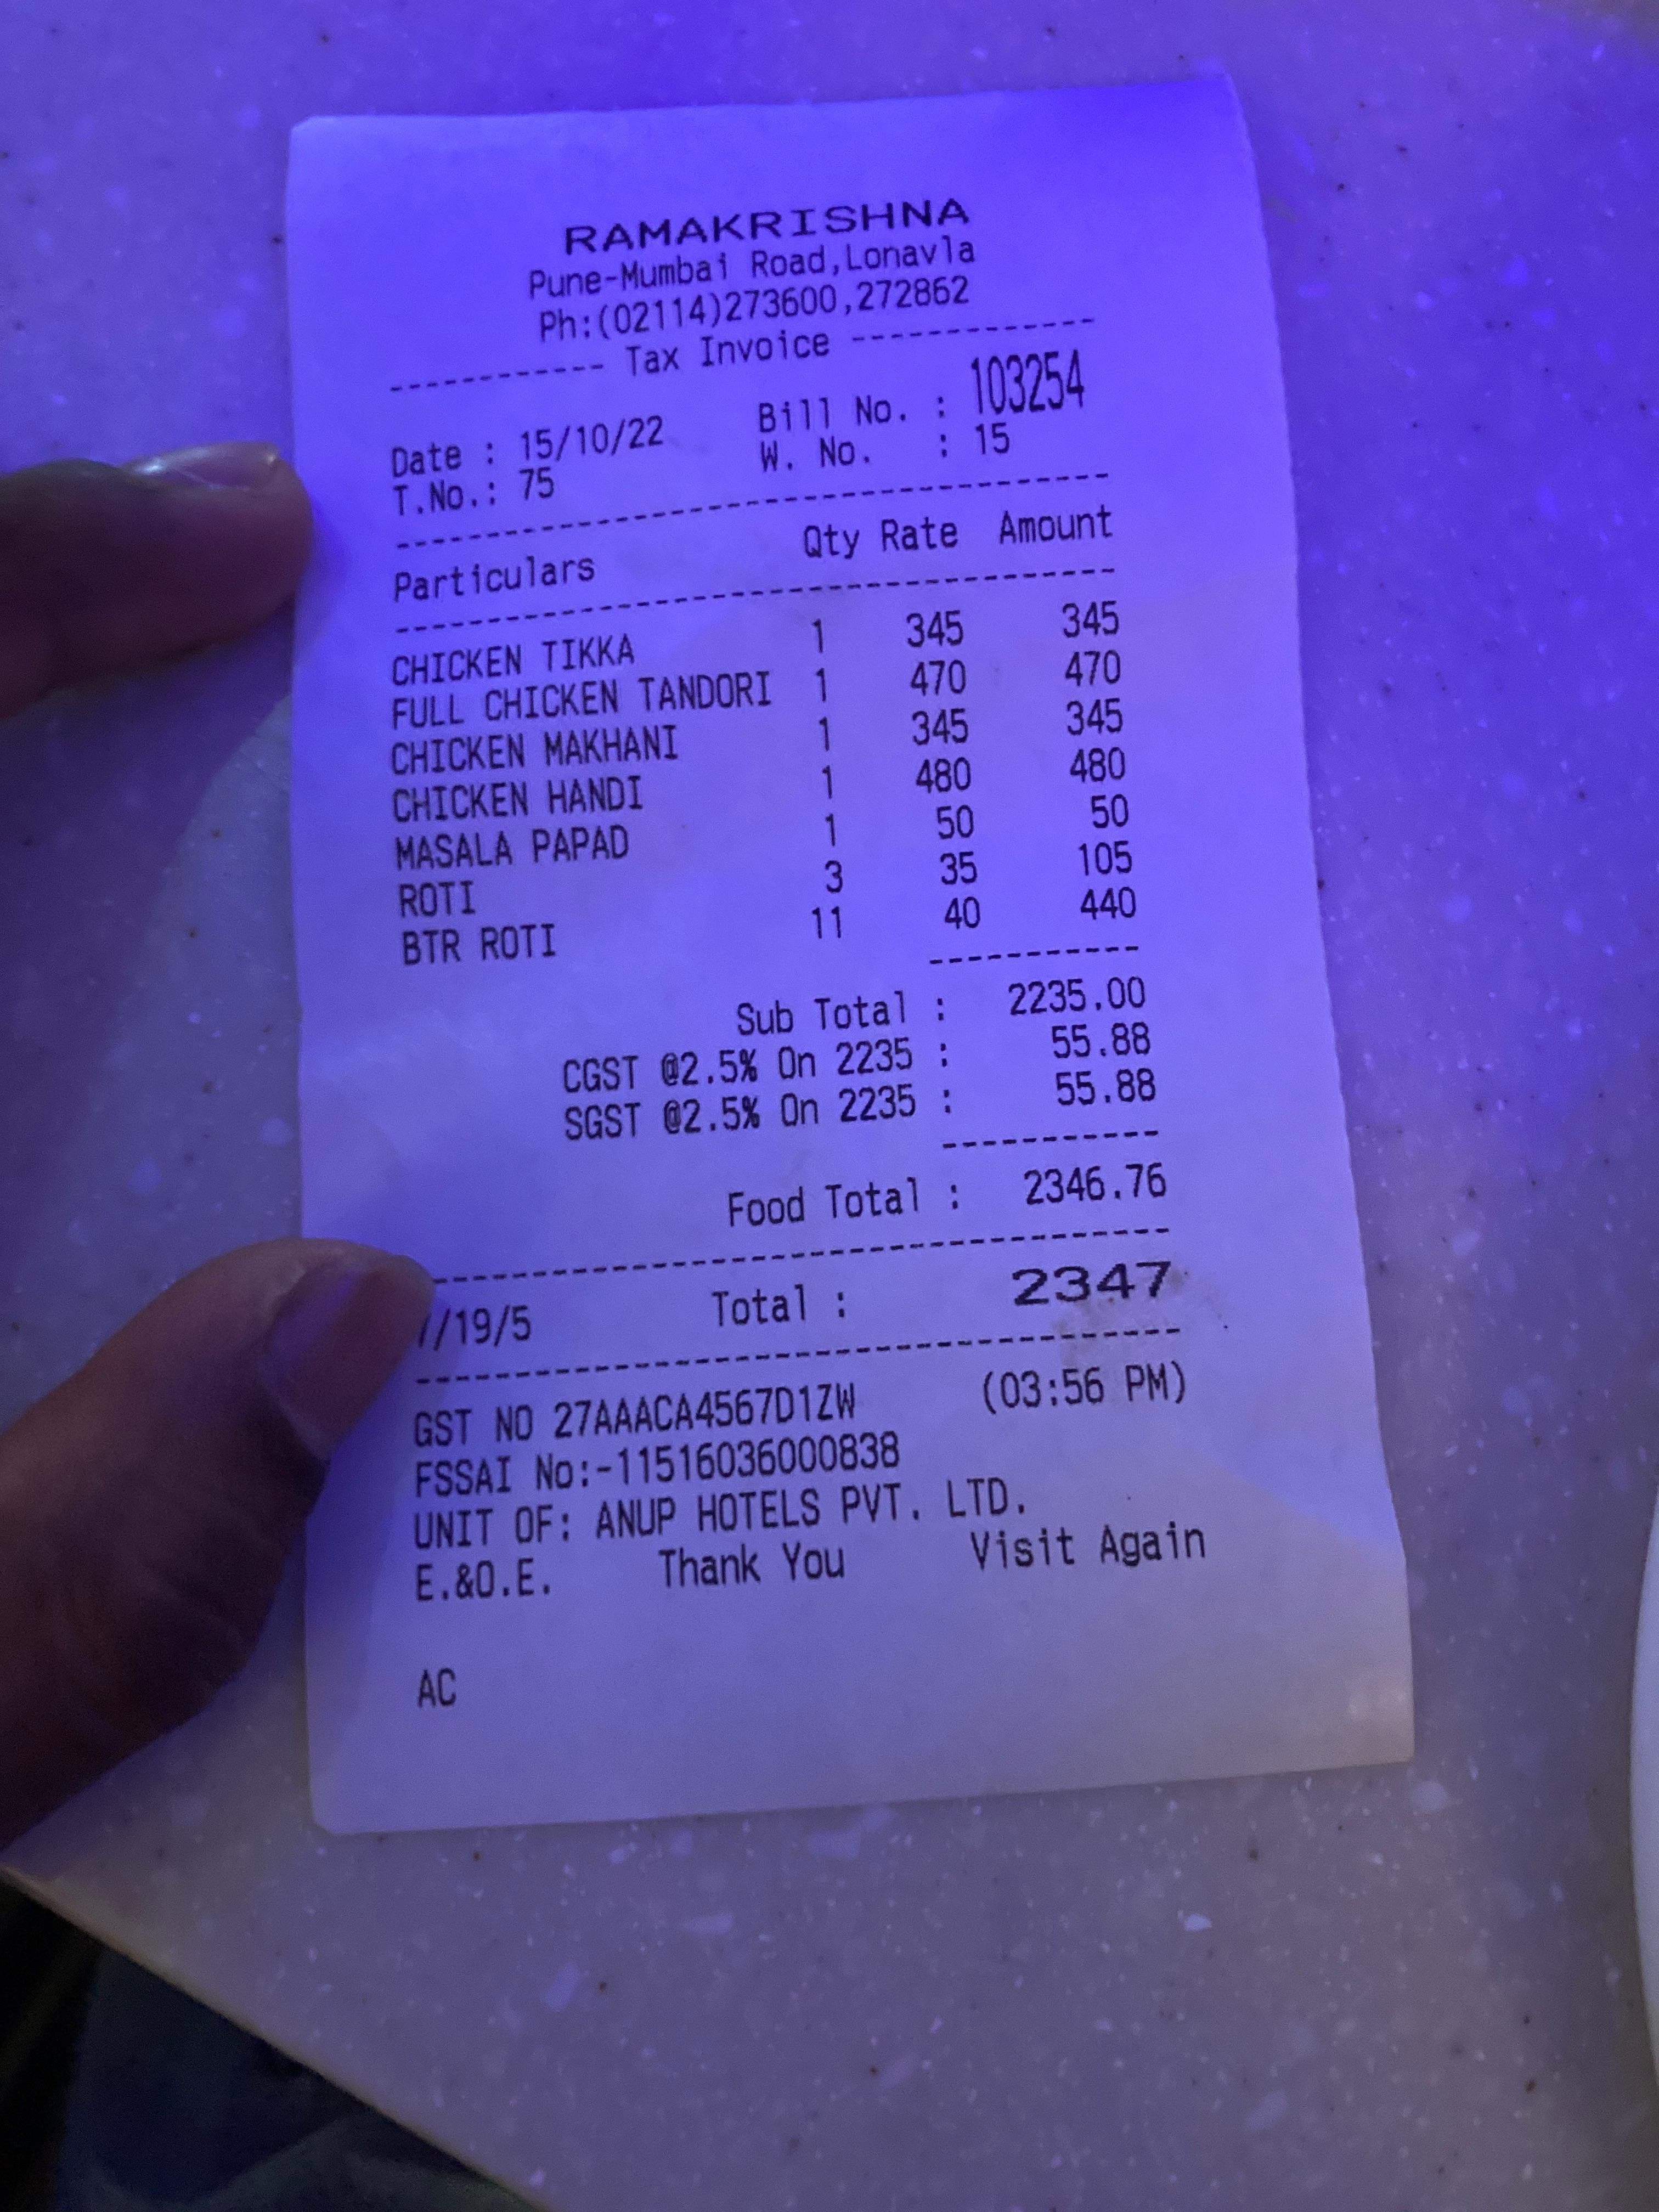 RAMAKRISHNA
Pune-Mumbai Road,Lonavla
Ph:(02114)273600,272862
------------ Tax Invoice -------------
Date : 15/10/22 Bill No. : 103254
T.No.: 75 W. No. : 15
Particulars Qty Rate Amount
CHICKEN TIKKA 1 345 345
FULL CHICKEN TANDORI 1 470 470
CHICKEN MAKHANI 1 345 345
CHICKEN HANDI 1 480 480
MASALA PAPAD 1 50 50
ROTI 3 35 105
BTR ROTI 11 40 440
Sub Total : 2235.00
CGST @2.5% On 2235 : 55.88
SGST @2.5% On 2235 : 55.88
Food Total : 2346.76
/19/5 Total : 2347
GST NO 27AAACA4567D1ZW (03:56 PM)
FSSAI No:-11516036000838
UNIT OF: ANUP HOTELS PVT. LTD.
E.&O.E. Thank You Visit Again
AC